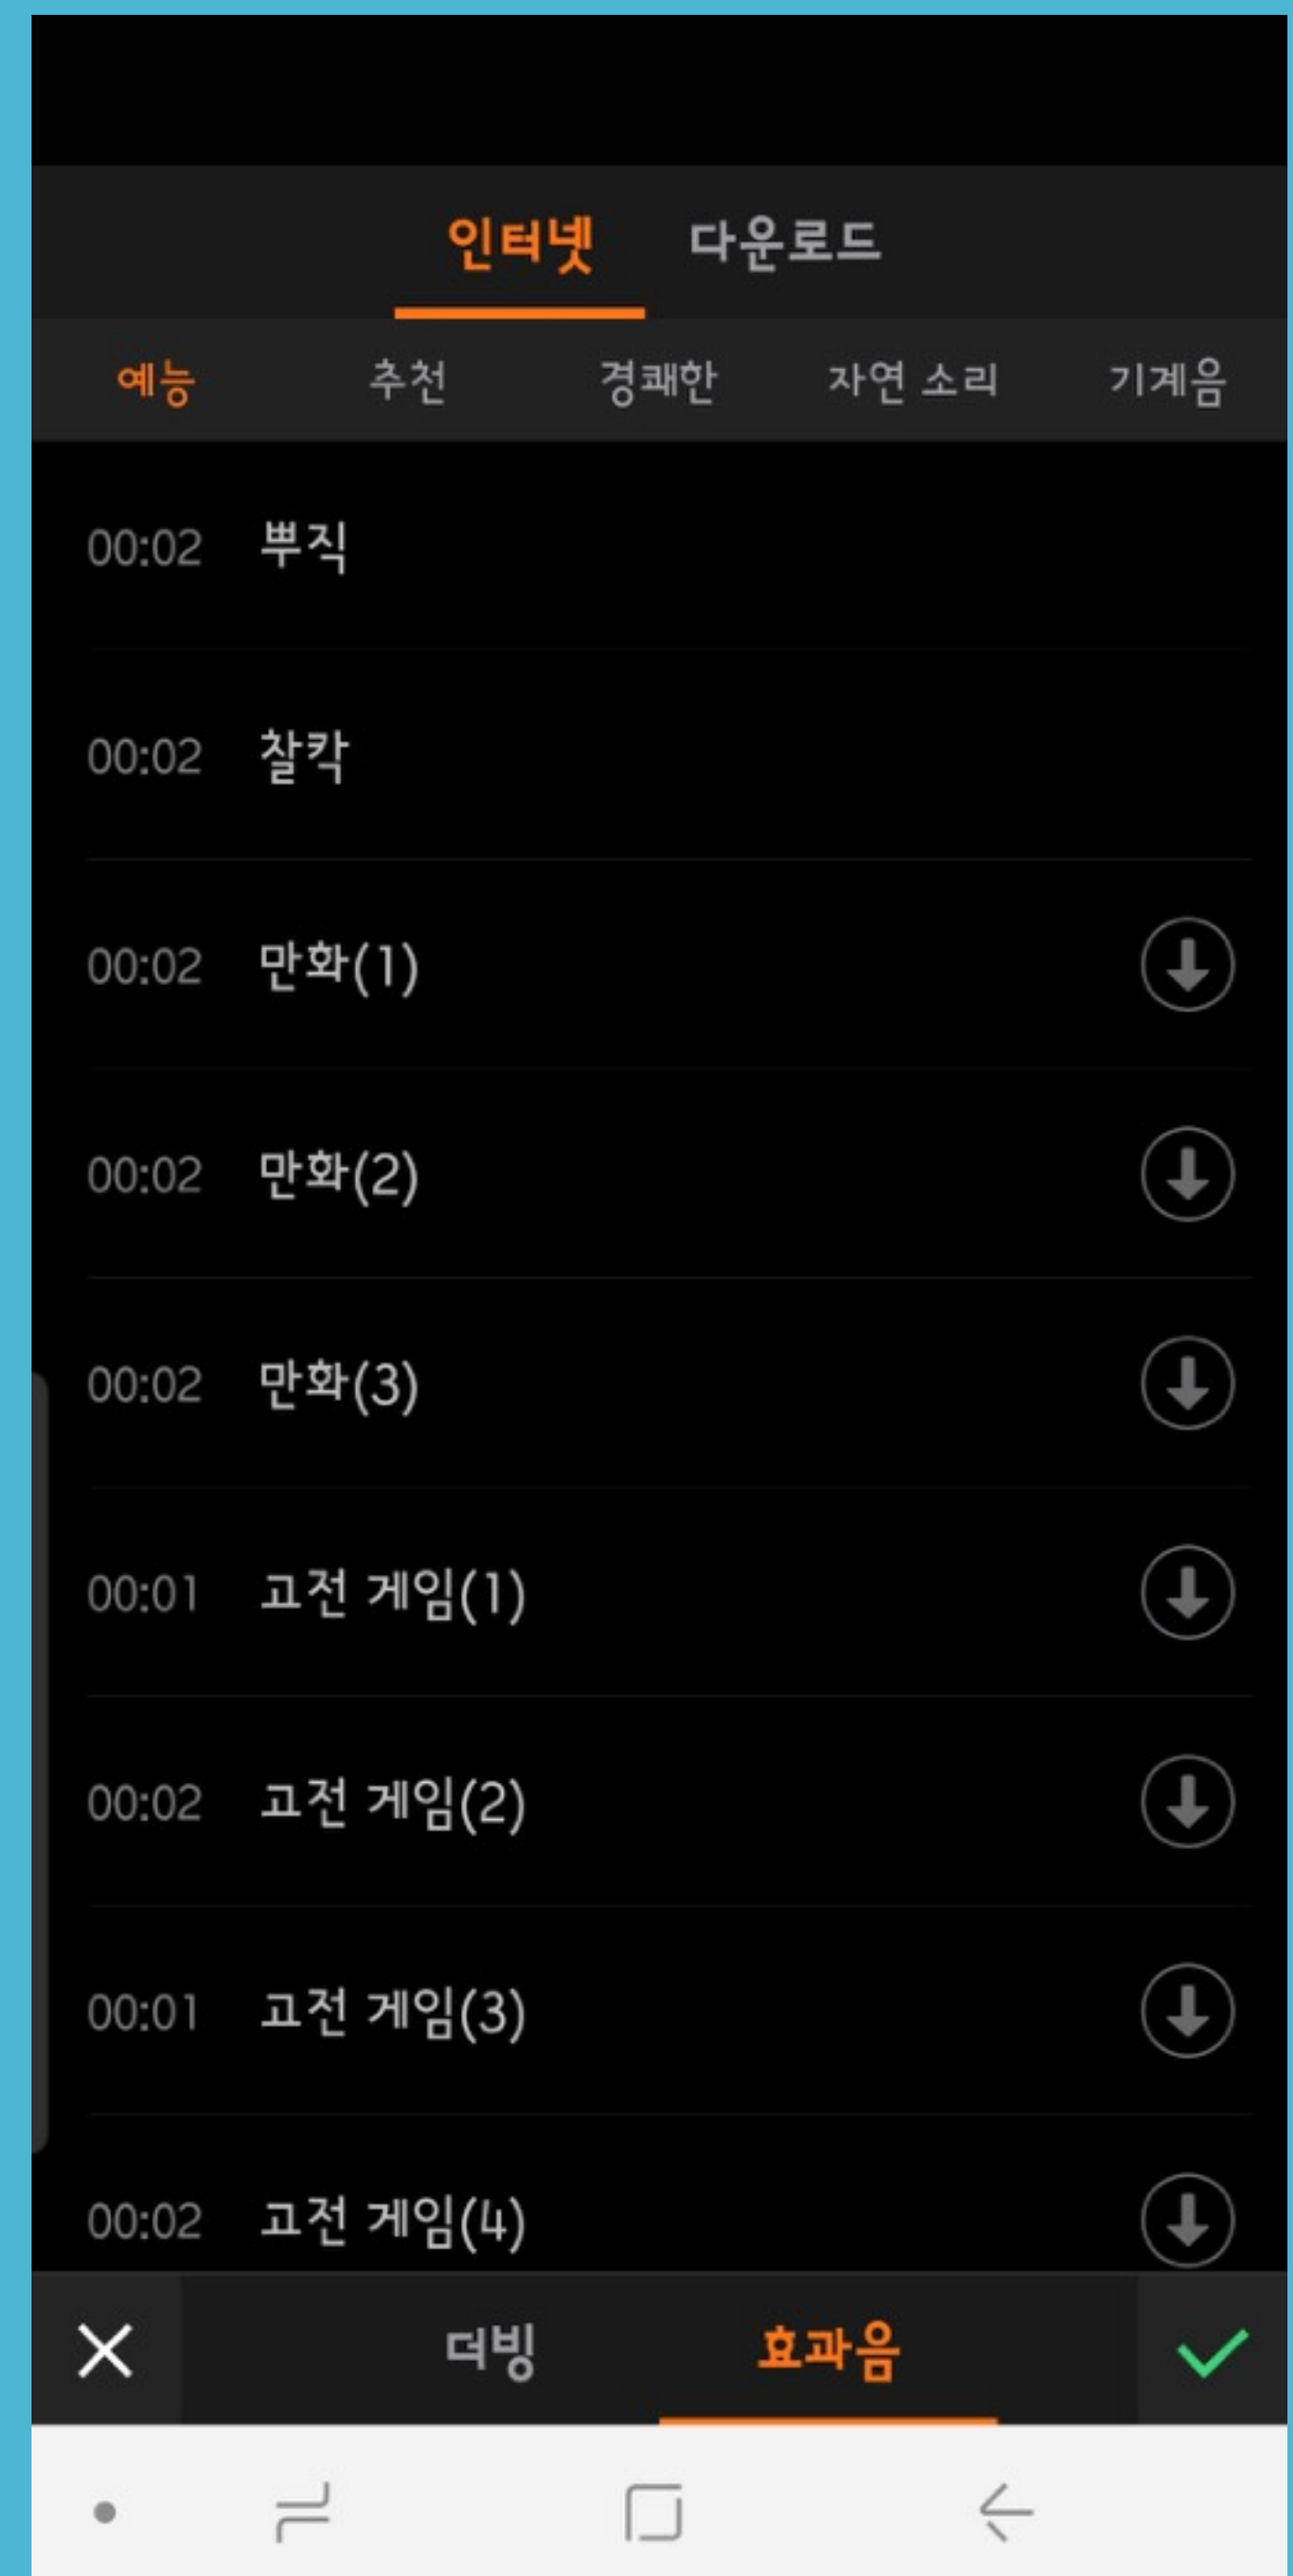 인터넷 다운로드
예능 추천 경쾌한 자연 소리 기계음
00:02 뿌직
00:02 찰칵
00:02 만화(1)
00:02 만화(2)
00:02 만화(3)
00:01 고전 게임(1)
00:02 고전 게임(2)
00:01 고전 게임(3)
00:02 고전 게임(4)
더빙 효과음